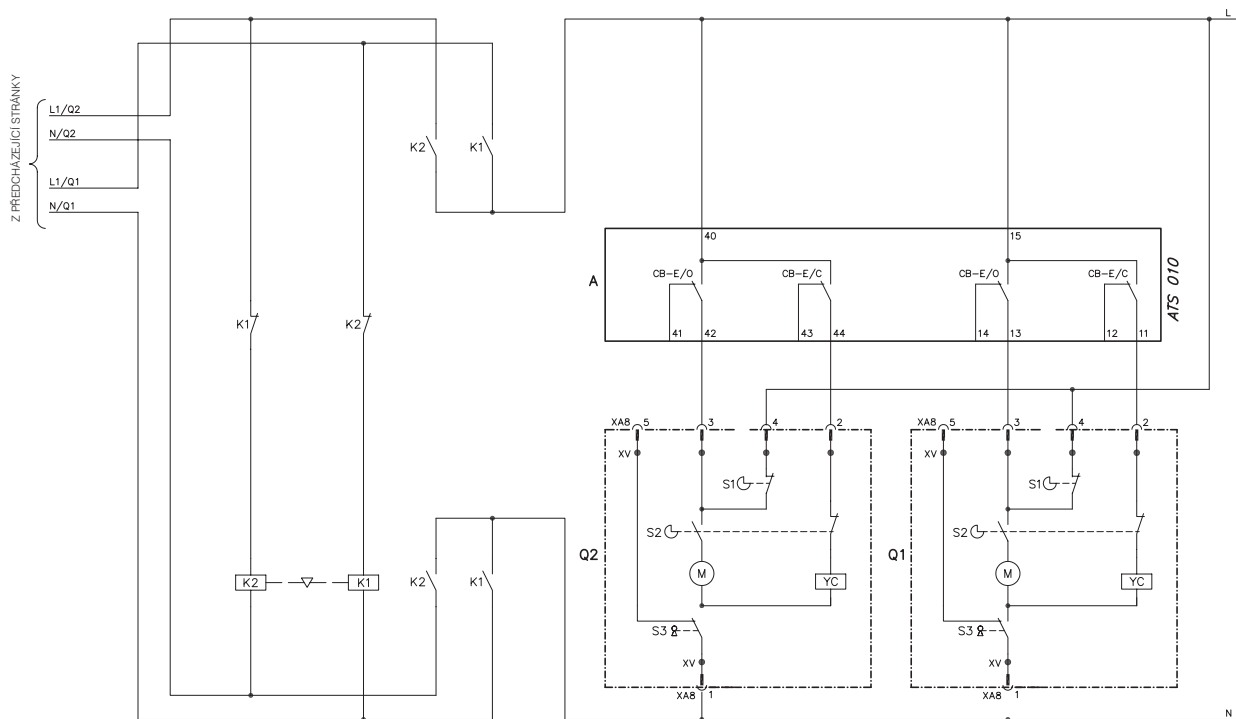 L
Z PŘEDCHÁZEJÍCÍ STRÁNKY
L1/Q2
N/Q2
L1/Q1
N/Q1
K2
K1
40
15
CB-E/O
CB-E/C
CB-E/O
CB-E/C
A
ATS 010
K1
K2
41
42
43
44
14
13
12
11
XA8
5
3
4
2
XA8
5
3
4
2
XV
XV
S1
S1
S2
S2
Q2
Q1
K2
K1
K2
K1
M
YC
M
YC
S3
S3
XV
XV
XA8
1
XA8
1
N